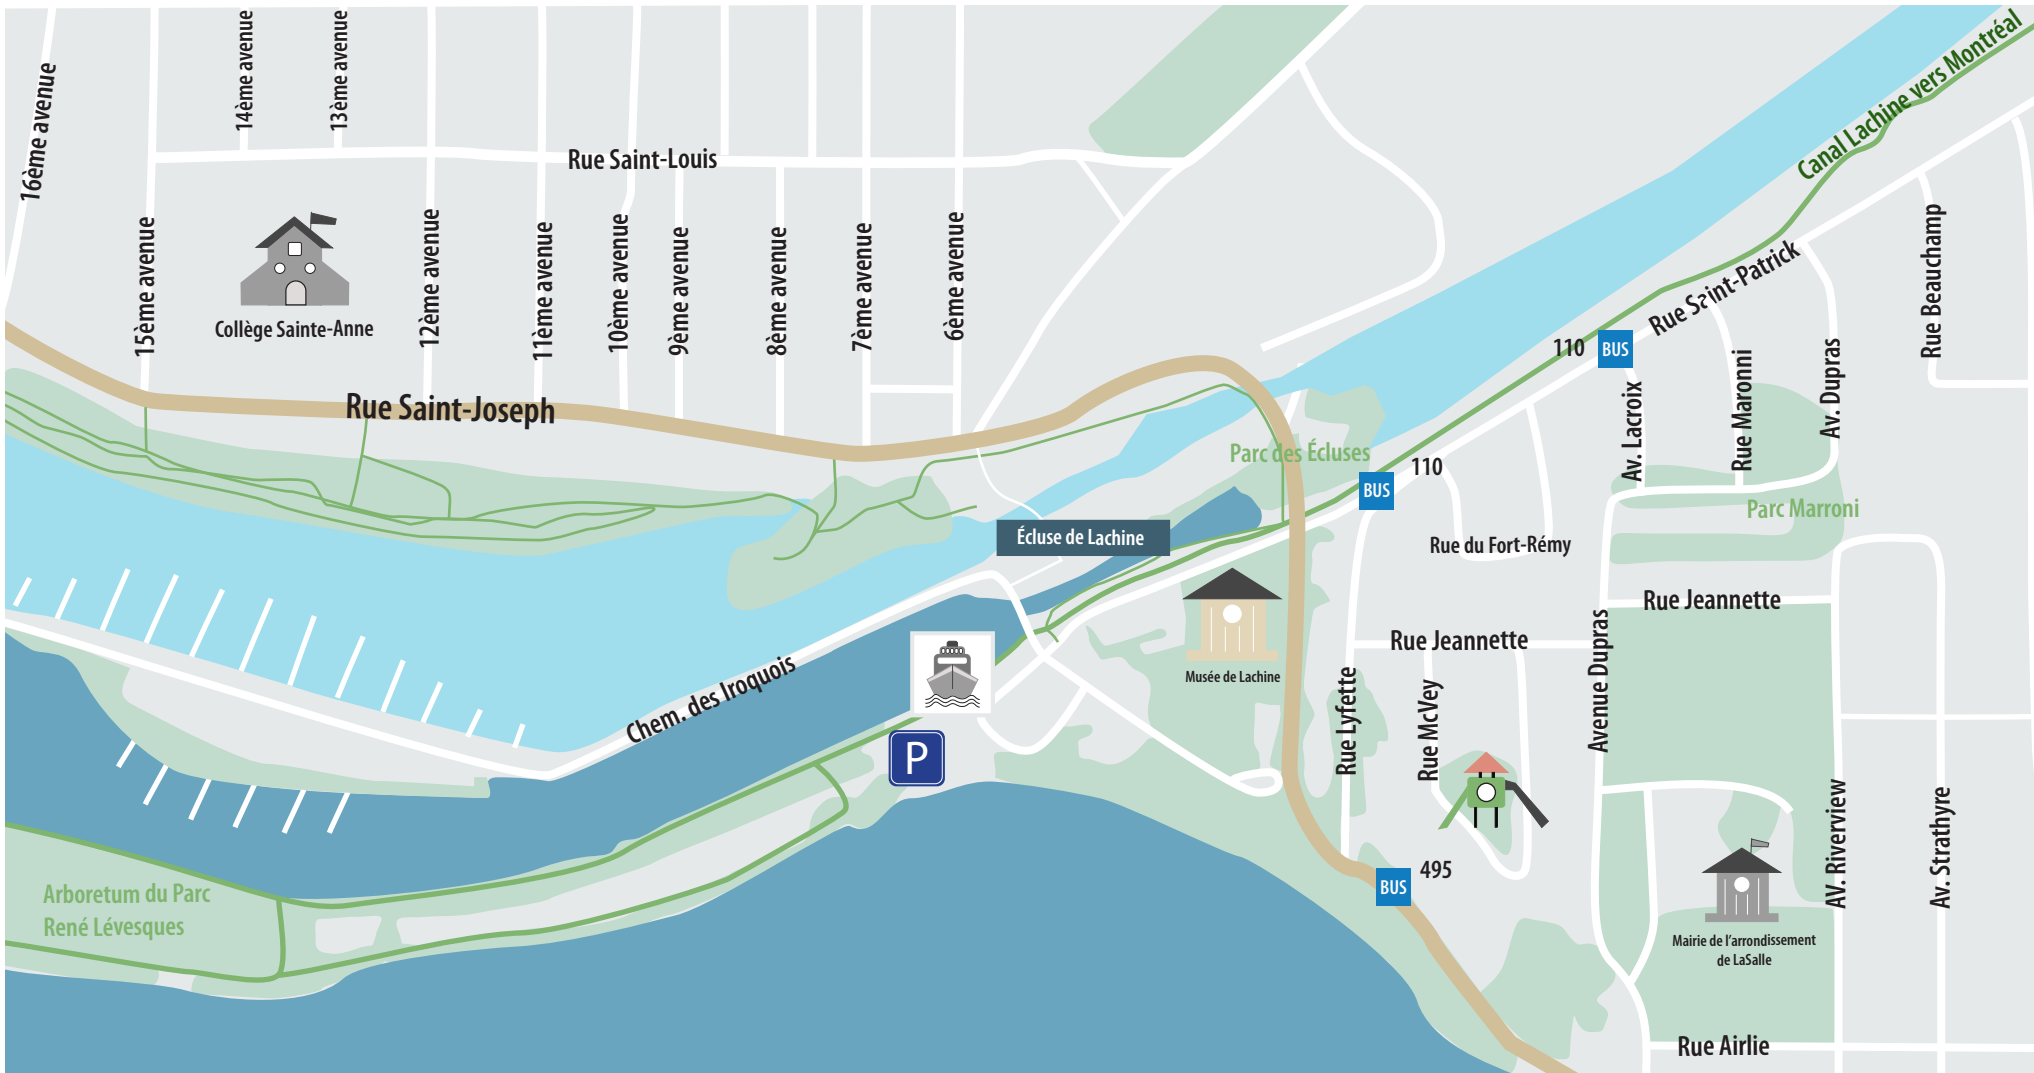 16ème avenue
14ème avenue
13ème avenue
Rue Saint-Louis
Canal Lachine vers Montréal
15ème avenue
Collège Sainte-Anne
12ème avenue
11ème avenue
10ème avenue
9ème avenue
8ème avenue
7ème avenue
6ème avenue
Rue Saint-Patrick
Rue Beauchamp
110
BUS
Rue Saint-Joseph
Parc des Écluses
110
BUS
Av. Lacroix
Rue Maronni
Av. Dupras
Parc Marroni
Écluse de Lachine
Rue du Fort-Rémy
Rue Jeannette
Rue Jeannette
Avenue Dupras
Musée de Lachine
Chem. des Iroquois
Rue Lyfette
Rue McVey
P
AV. Riverview
Av. Strathyre
BUS
495
Arboretum du Parc
René Lévesques
Mairie de l'arrondissement
de LaSalle
Rue Airlie